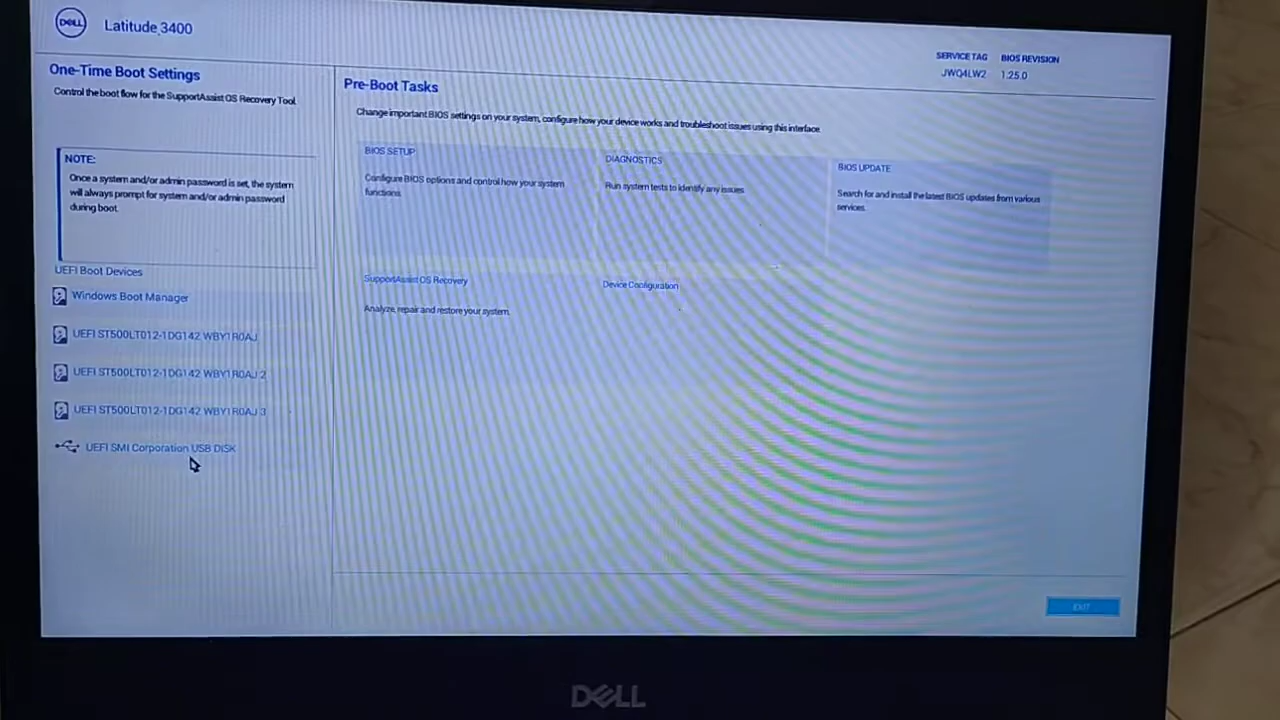 DELL
Latitude 3400
SERVICE TAG BIOS REVISION
JWQ4LW2 1.25.0
One-Time Boot Settings
Control the boot flow for the SupportAssist OS Recovery Tool.
NOTE:
Once a system and/or admin password is set, the system
will always prompt for system and/or admin password
during boot.
UEFI Boot Devices
Windows Boot Manager
UEFI ST500LT012-1DG142 WBY1R0AJ
UEFI ST500LT012-1DG142 WBY1R0AJ 2
UEFI ST500LT012-1DG142 WBY1R0AJ 3
UEFI SMI Corporation USB DISK
Pre-Boot Tasks
Change important BIOS settings on your system, configure how your device works and troubleshoot issues using this interface.
BIOS SETUP
Configure BIOS options and control how your system
functions.
DIAGNOSTICS
Run system tests to identify any issues.
BIOS UPDATE
Search for and install the latest BIOS updates from various
services.
SupportAssist OS Recovery
Analyze, repair and restore your system.
Device Configuration
EXIT
DELL